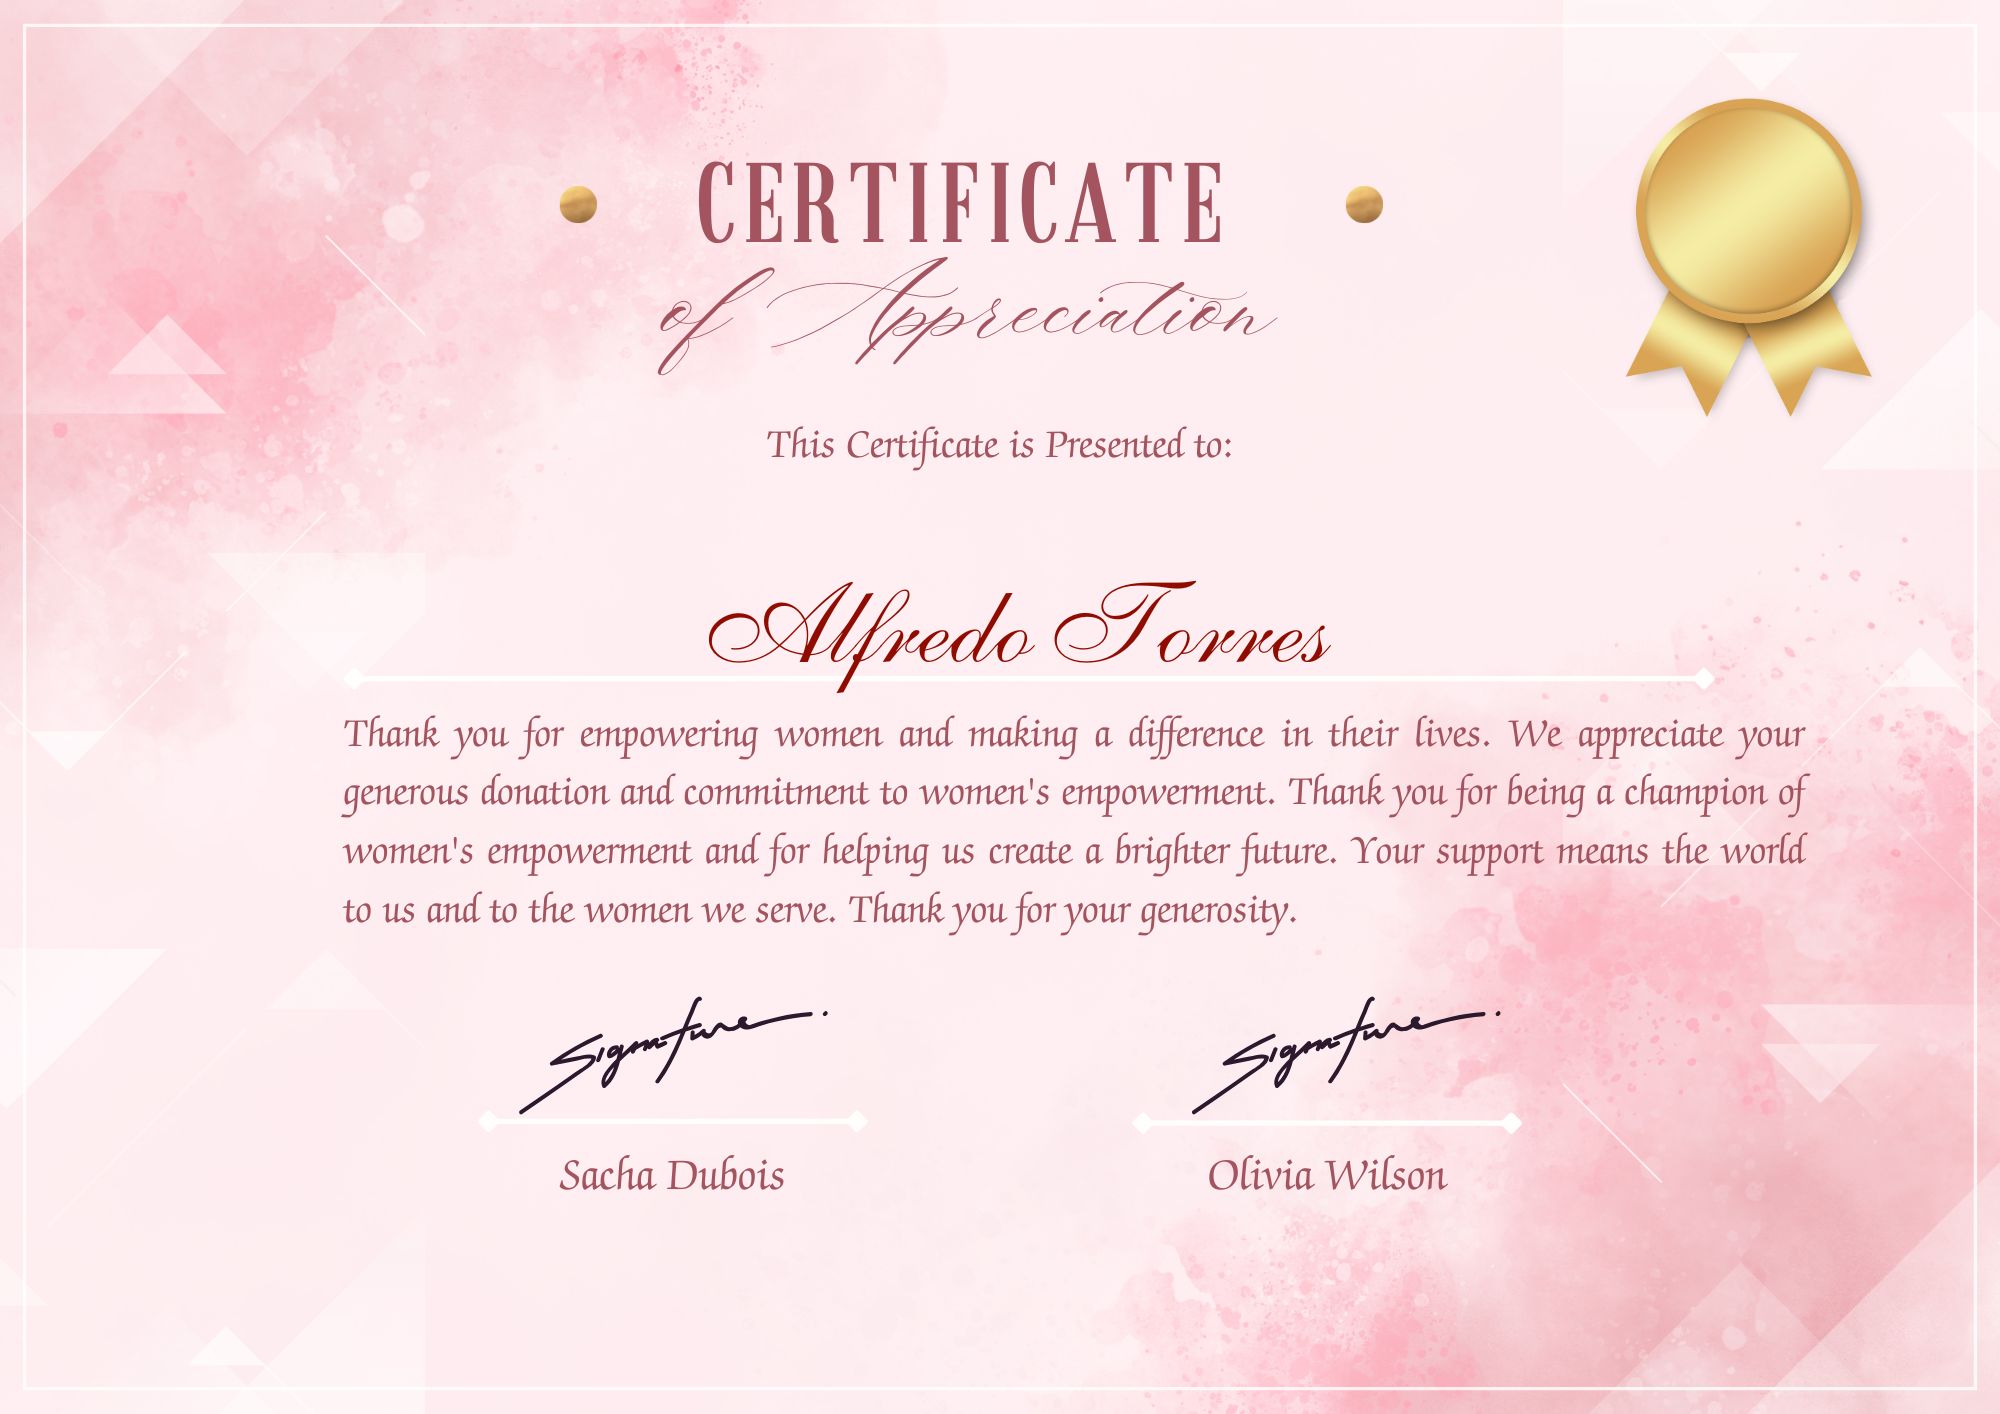 CERTIFICATE
of Appreciation
This Certificate is Presented to:
Alfredo Torres
Thank you for empowering women and making a difference in their lives. We appreciate your
generous donation and commitment to women's empowerment. Thank you for being a champion of
women's empowerment and for helping us create a brighter future. Your support means the world
to us and to the women we serve. Thank you for your generosity.
Signature Signature
Sacha Dubois Olivia Wilson